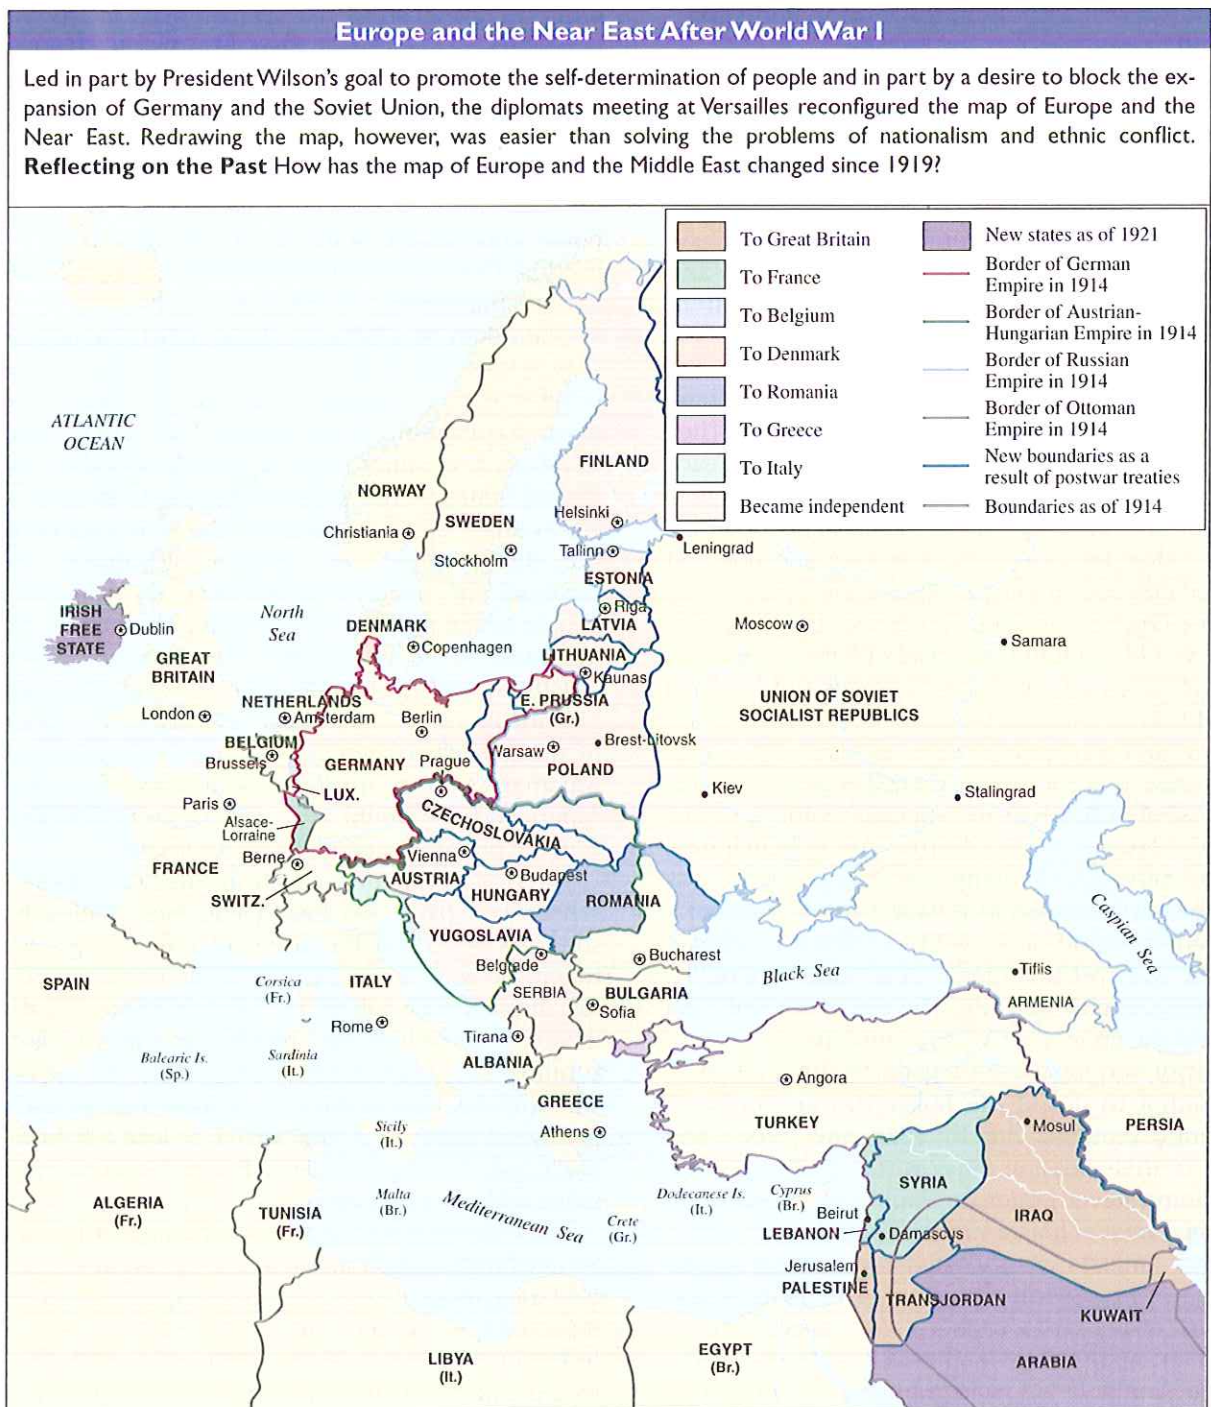 Europe and the Near East After World War I
Led in part by President Wilson's goal to promote the self-determination of people and in part by a desire to block the ex-
pansion of Germany and the Soviet Union, the diplomats meeting at Versailles reconfigured the map of Europe and the
Near East. Redrawing the map, however, was easier than solving the problems of nationalism and ethnic conflict.
Reflecting on the Past How has the map of Europe and the Middle East changed since 1919?
To Great Britain
To France
To Belgium
To Denmark
To Romania
To Greece
To Italy
Became independent
New states as of 1921
Border of German
Empire in 1914
Border of Austrian-
Hungarian Empire in 1914
Border of Russian
Empire in 1914
Border of Ottoman
Empire in 1914
New boundaries as a
result of postwar treaties
Boundaries as of 1914
ATLANTIC
OCEAN
NORWAY
Christiania
SWEDEN
Stockholm
FINLAND
Helsinki
Tallinn
Leningrad
ESTONIA
Riga
LATVIA
LITHUANIA
Kaunas
Moscow
Samara
IRISH
FREE
STATE
Dublin
North
Sea
DENMARK
Copenhagen
GREAT
BRITAIN
London
NETHERLANDS
Amsterdam
Berlin
E. PRUSSIA
(Gr.)
UNION OF SOVIET
SOCIALIST REPUBLICS
BELGIUM
Brussels
GERMANY
Prague
Warsaw
Brest-Litovsk
POLAND
LUX.
Paris
Alsace-
Lorraine
Kiev
Stalingrad
CZECHOSLOVAKIA
FRANCE
Berne
SWITZ.
Vienna
AUSTRIA
Budapest
HUNGARY
ROMANIA
YUGOSLAVIA
Belgrade
Bucharest
Black Sea
Caspian Sea
SPAIN
Corsica
(Fr.)
ITALY
Rome
SERBIA
BULGARIA
Sofia
Tiflis
ARMENIA
Balearic Is.
(Sp.)
Sardinia
(It.)
Tirana
ALBANIA
GREECE
Athens
Angora
TURKEY
Mosul
PERSIA
Sicily
(It.)
ALGERIA
(Fr.)
TUNISIA
(Fr.)
Malta
(Br.)
Mediterranean Sea
Crete
(Gr.)
Dodecanese Is.
(It.)
Cyprus
(Br.)
SYRIA
Beirut
LEBANON
Damascus
IRAQ
Jerusalem
PALESTINE
TRANSJORDAN
KUWAIT
LIBYA
(It.)
EGYPT
(Br.)
ARABIA